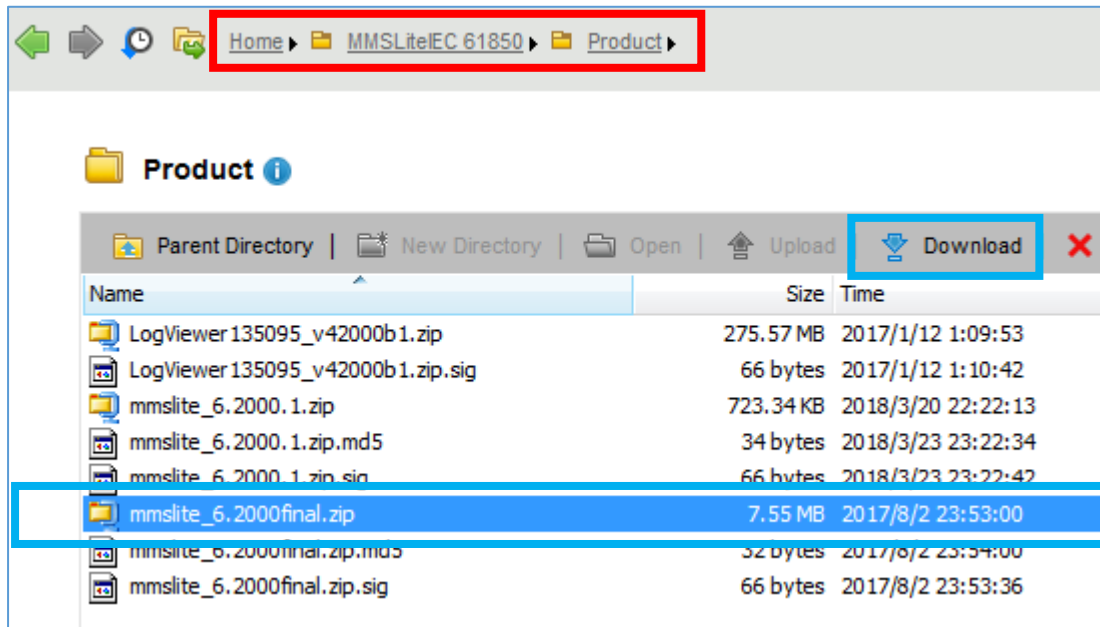 Home MMSLiteIEC 61850 Product
Product
Parent Directory | New Directory | Open | Upload Download
Name Size Time
LogViewer135095_v42000b1.zip 275.57 MB 2017/1/12 1:09:53
LogViewer135095_v42000b1.zip.sig 66 bytes 2017/1/12 1:10:42
mmslite_6.2000.1.zip 723.34 KB 2018/3/20 22:22:13
mmslite_6.2000.1.zip.md5 34 bytes 2018/3/23 23:22:34
mmslite_6.2000.1.zip.sig 66 bytes 2018/3/23 23:22:42
mmslite_6.2000final.zip 7.55 MB 2017/8/2 23:53:00
mmslite_6.2000final.zip.md5 32 bytes 2017/8/2 23:54:00
mmslite_6.2000final.zip.sig 66 bytes 2017/8/2 23:53:36